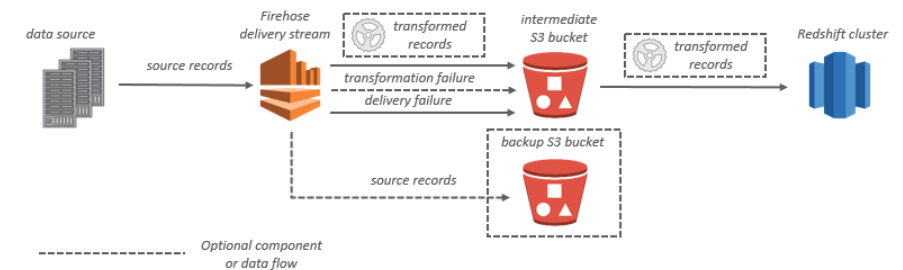 data source
source records
Firehose
delivery stream
transformed
records
transformation failure
delivery failure
intermediate
S3 bucket
transformed
records
Redshift cluster
source records
backup S3 bucket
Optional component
or data flow